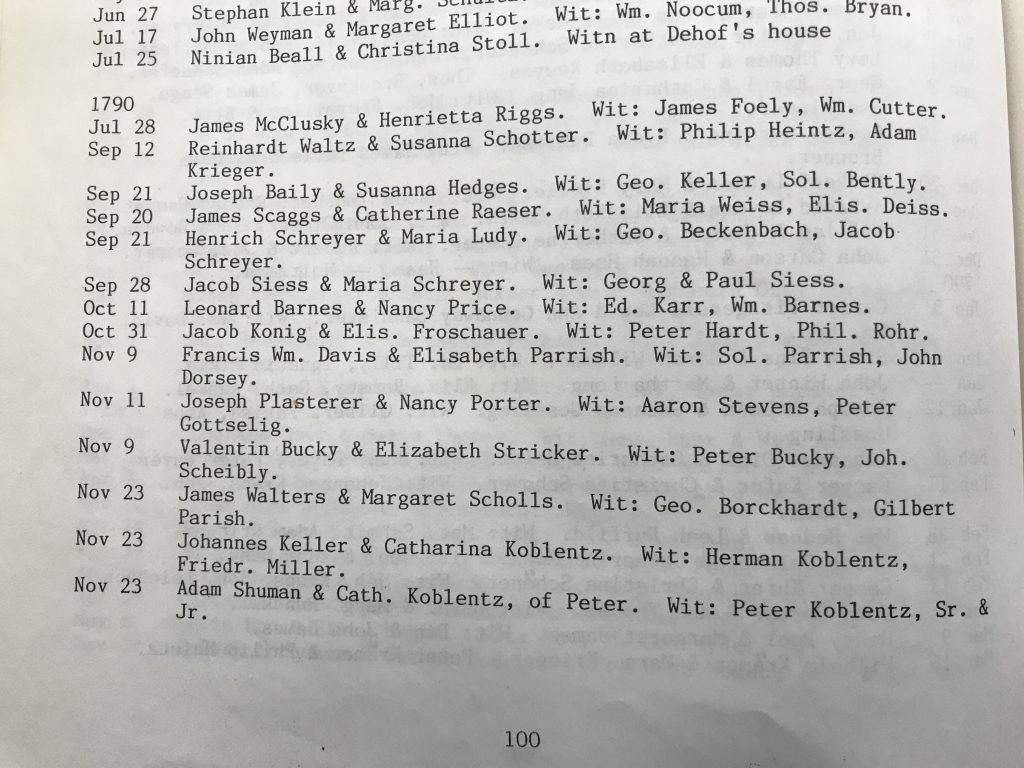 Jun 27 Stephan Klein & Marg.
Jul 17 John Weyman & Margaret Elliot. Wit: Wm. Noocum, Thos. Bryan.
Jul 25 Ninian Beall & Christina Stoll. Witn at Dehof's house
1790
Jul 28 James McClusky & Henrietta Riggs. Wit: James Foely, Wm. Cutter.
Sep 12 Reinhardt Waltz & Susanna Schotter. Wit: Philip Heintz, Adam
Krieger.
Sep 21 Joseph Baily & Susanna Hedges. Wit: Geo. Keller, Sol. Bently.
Sep 20 James Scaggs & Catherine Raeser. Wit: Maria Weiss, Elis. Deiss.
Sep 21 Henrich Schreyer & Maria Ludy. Wit: Geo. Beckenbach, Jacob
Schreyer.
Sep 28 Jacob Siess & Maria Schreyer. Wit: Georg & Paul Siess.
Oct 11 Leonard Barnes & Nancy Price. Wit: Ed. Karr, Wm. Barnes.
Oct 31 Jacob Konig & Elis. Froschauer. Wit: Peter Hardt, Phil. Rohr.
Nov 9 Francis Wm. Davis & Elisabeth Parrish. Wit: Sol. Parrish, John
Dorsey.
Nov 11 Joseph Plasterer & Nancy Porter. Wit: Aaron Stevens, Peter
Gottselig.
Nov 9 Valentin Bucky & Elizabeth Stricker. Wit: Peter Bucky, Joh.
Scheibly.
Nov 23 James Walters & Margaret Scholls. Wit: Geo. Borckhardt, Gilbert
Parish.
Nov 23 Johannes Keller & Catharina Koblentz. Wit: Herman Koblentz,
Friedr. Miller.
Nov 23 Adam Shuman & Cath. Koblentz, of Peter. Wit: Peter Koblentz, Sr. &
Jr.
100